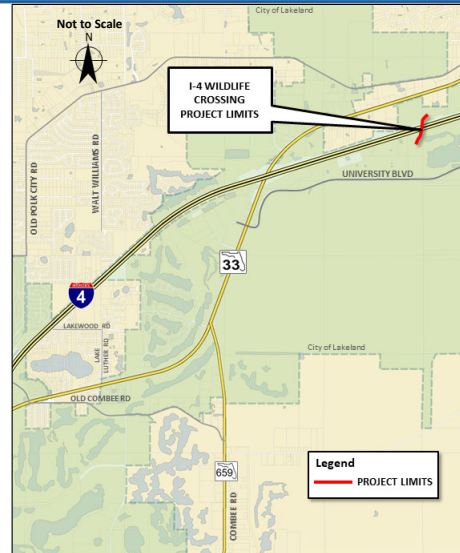 City of Lakeland
Not to Scale
N
I-4 WILDLIFE
CROSSING
PROJECT LIMITS
OLD POLK CITY RD
WALT WILLIAMS RD
UNIVERSITY BLVD
33
4
LAKEWOOD RD
LAKE
LUTHER RD
City of Lakeland
OLD COMBEE RD
659
COMBEE RD
Legend
PROJECT LIMITS